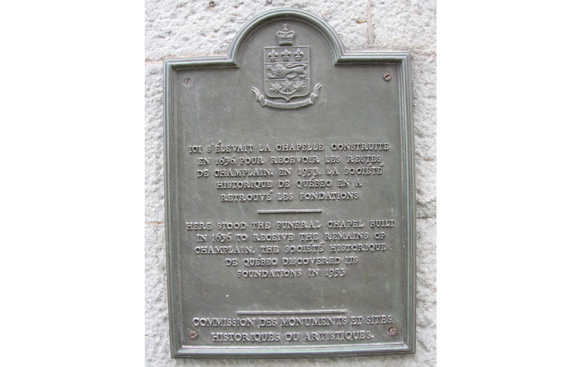 ICI S'ÉLEVAIT LA CHAPELLE CONSTRUITE
EN 1636 POUR RECEVOIR LES RESTES
DE CHAMPLAIN. EN 1953, LA SOCIÉTÉ
HISTORIQUE DE QUÉBEC EN A
RETROUVÉ LES FONDATIONS
HERE STOOD THE FUNERAL CHAPEL BUILT
IN 1636 TO RECEIVE THE REMAINS OF
CHAMPLAIN. THE SOCIÉTÉ HISTORIQUE
DE QUÉBEC DISCOVERED ITS
FOUNDATIONS IN 1953
COMMISSION DES MONUMENTS ET SITES
HISTORIQUES OU ARTISTIQUES.